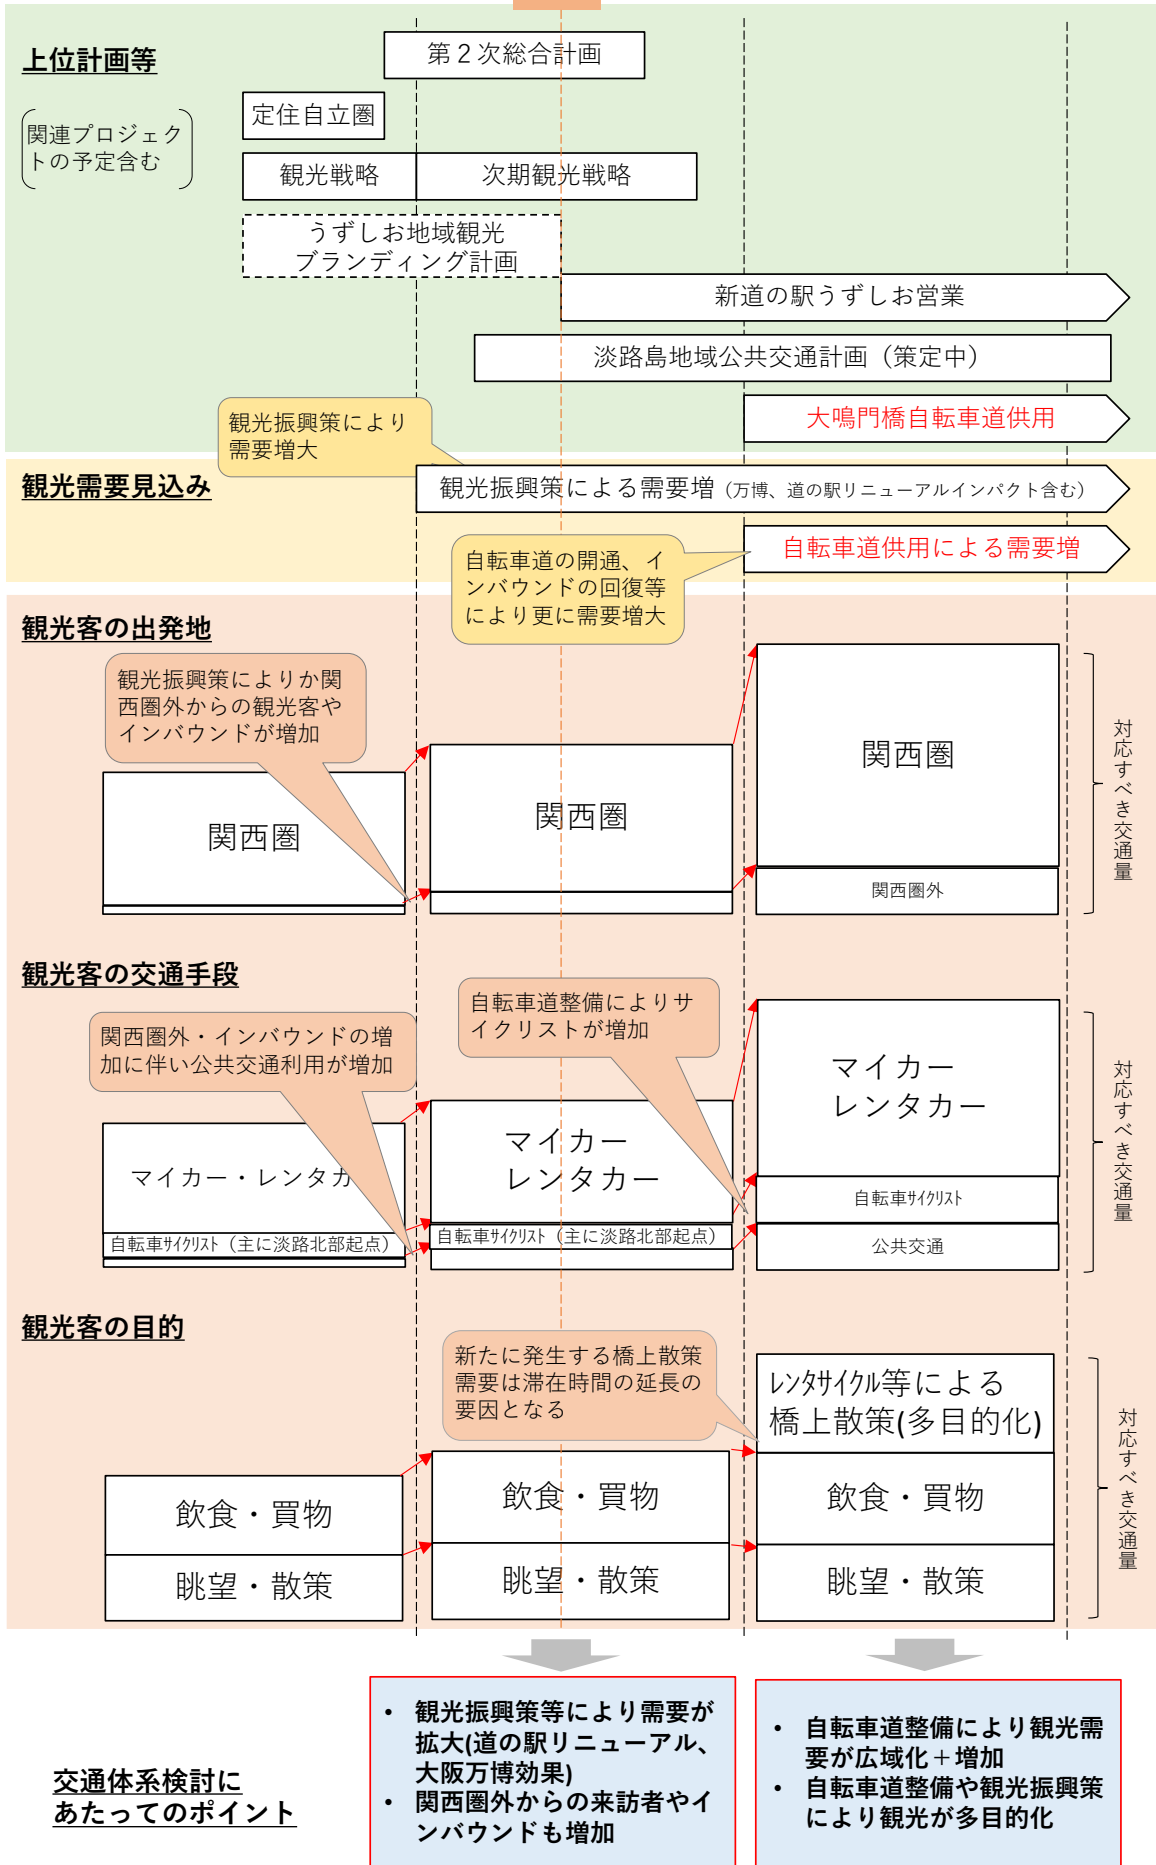 上位計画等
関連プロジェク
トの予定含む
第２次総合計画
定住自立圏
観光戦略
次期観光戦略
うずしお地域観光
ブランディング計画
新道の駅うずしお営業
淡路島地域公共交通計画（策定中）
大鳴門橋自転車道供用
観光振興策により
需要増大
観光需要見込み
観光振興策による需要増（万博、道の駅リニューアルインパクト含む）
自転車道供用による需要増
自転車道の開通、イ
ンバウンドの回復等
により更に需要増大
観光客の出発地
観光振興策によりか関
西圏外からの観光客や
インバウンドが増加
関西圏
関西圏
関西圏
関西圏外
対応すべき交通量
観光客の交通手段
関西圏外・インバウンドの増
加に伴い公共交通利用が増加
自転車道整備によりサ
イクリストが増加
マイカー・レンタカ
自転車ｻｲｸﾘｽﾄ（主に淡路北部起点）
マイカー
レンタカー
自転車ｻｲｸﾘｽﾄ（主に淡路北部起点）
マイカー
レンタカー
自転車ｻｲｸﾘｽﾄ
公共交通
対応すべき交通量
観光客の目的
新たに発生する橋上散策
需要は滞在時間の延長の
要因となる
飲食・買物
眺望・散策
飲食・買物
眺望・散策
ﾚﾝﾀｻｲｸﾙ等による
橋上散策(多目的化)
飲食・買物
眺望・散策
対応すべき交通量
交通体系検討に
あたってのポイント
• 観光振興策等により需要が
拡大(道の駅リニューアル、
大阪万博効果)
• 関西圏外からの来訪者やイ
ンバウンドも増加
• 自転車道整備により観光需
要が広域化＋増加
• 自転車道整備や観光振興策
により観光が多目的化